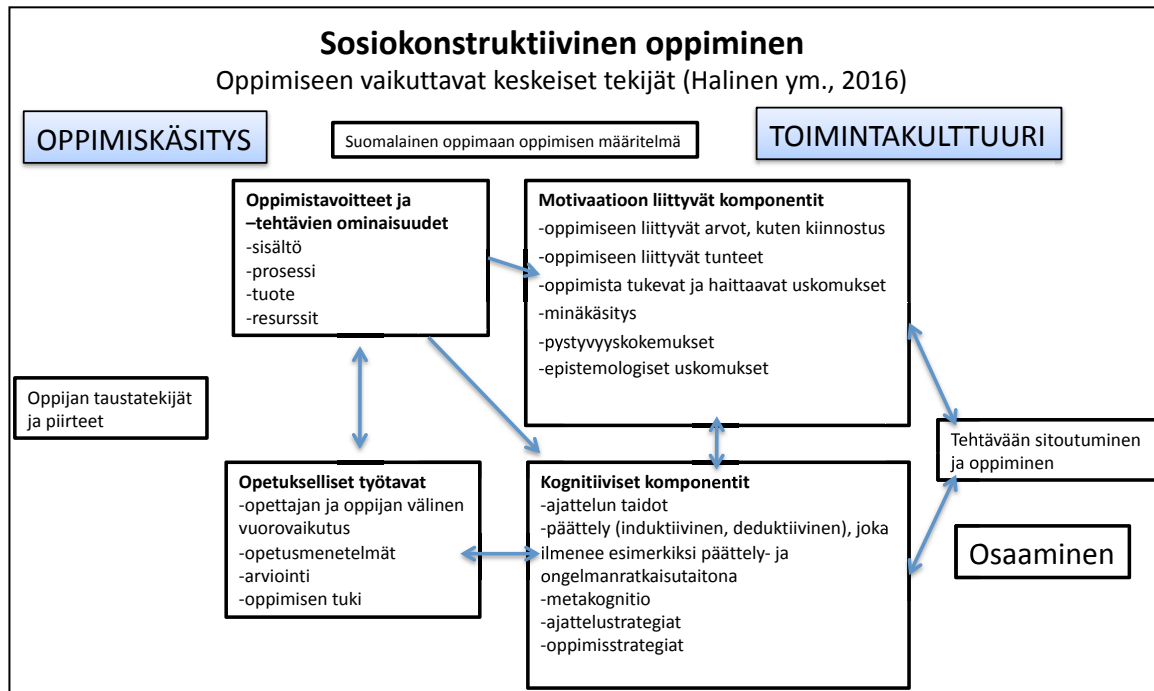 Sosiokonstruktiivinen oppiminen
Oppimiseen vaikuttavat keskeiset tekijät (Halinen ym., 2016)
OPPIMISKÄSITYS
Suomalainen oppimaan oppimisen määritelmä
TOIMINTAKULTTUURI
Oppimistavoitteet ja
–tehtävien ominaisuudet
-sisältö
-prosessi
-tuote
-resurssit
Motivaatioon liittyvät komponentit
-oppimiseen liittyvät arvot, kuten kiinnostus
-oppimiseen liittyvät tunteet
-oppimista tukevat ja haittaavat uskomukset
-minäkäsitys
-pystyvyyskokemukset
-epistemologiset uskomukset
Oppijan taustatekijät
ja piirteet
Tehtävään sitoutuminen
ja oppiminen
Opetukselliset työtavat
-opettajan ja oppijan välinen
vuorovaikutus
-opetusmenetelmät
-arviointi
-oppimisen tuki
Kognitiiviset komponentit
-ajattelun taidot
-päättely (induktiivinen, deduktiivinen), joka
ilmenee esimerkiksi päättely- ja
ongelmanratkaisutaitona
-metakognitio
-ajattelustrategiat
-oppimisstrategiat
Osaaminen